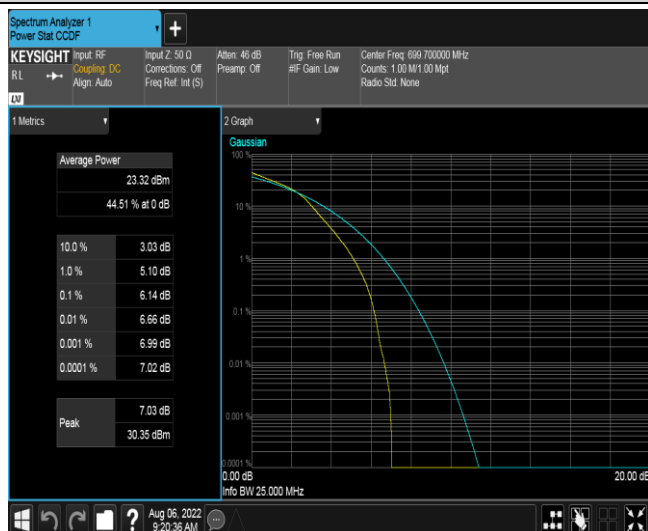 Spectrum Analyzer 1
Power Stat CCDF
+
KEYSIGHT Input: RF Input Z: 50 Ω Atten: 46 dB Trig: Free Run Center Freq: 699.700000 MHz
RL Coupling: DC Corrections: Off Preamp: Off #IF Gain: Low Counts: 1.00 M/1.00 Mpt
Align: Auto Freq Ref: Int (S) Radio Std: None
LXI
1 Metrics
Average Power
23.32 dBm
44.51 % at 0 dB
10.0 % 3.03 dB
1.0 % 5.10 dB
0.1 % 6.14 dB
0.01 % 6.66 dB
0.001 % 6.99 dB
0.0001 % 7.02 dB
Peak 7.03 dB
30.35 dBm
2 Graph
Gaussian
100 %
10 %
1 %
0.1 %
0.01 %
0.001 %
0.0001 %
0.00 dB 20.00 dB
Info BW 25.000 MHz
? Aug 06, 2022
9:20:36 AM